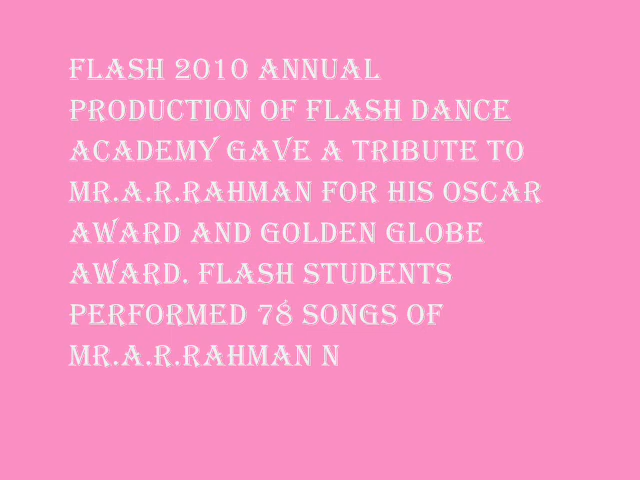 FLASH 2010 ANNUAL
PRODUCTION OF FLASH DANCE
ACADEMY GAVE A TRIBUTE TO
MR.A.R.RAHMAN FOR HIS OSCAR
AWARD AND GOLDEN GLOBE
AWARD. FLASH STUDENTS
PERFORMED 78 SONGS OF
MR.A.R.RAHMAN N